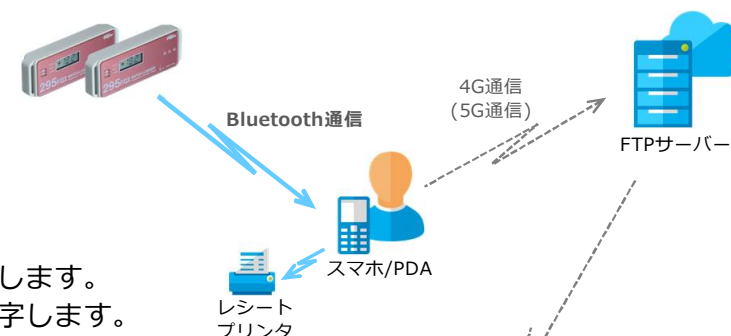 295
295
Bluetooth通信
4G通信
(5G通信)
FTPサーバー
スマホ/PDA
します。
字します。
レシート
プリンタ